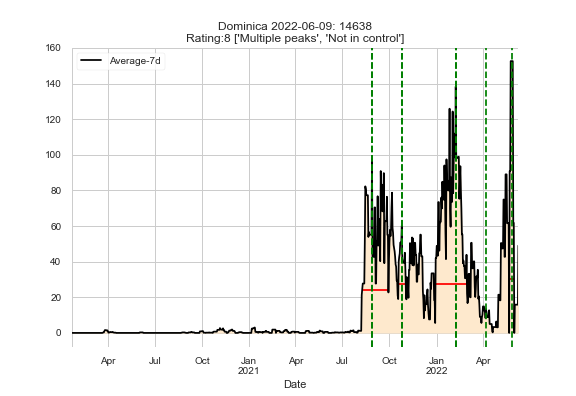 Dominica 2022-06-09: 14638
Rating:8 ['Multiple peaks', 'Not in control']
Average-7d
160
140
120
100
80
60
40
20
0
Apr Jul Oct Jan Apr Jul Oct Jan Apr
2021 2022
Date